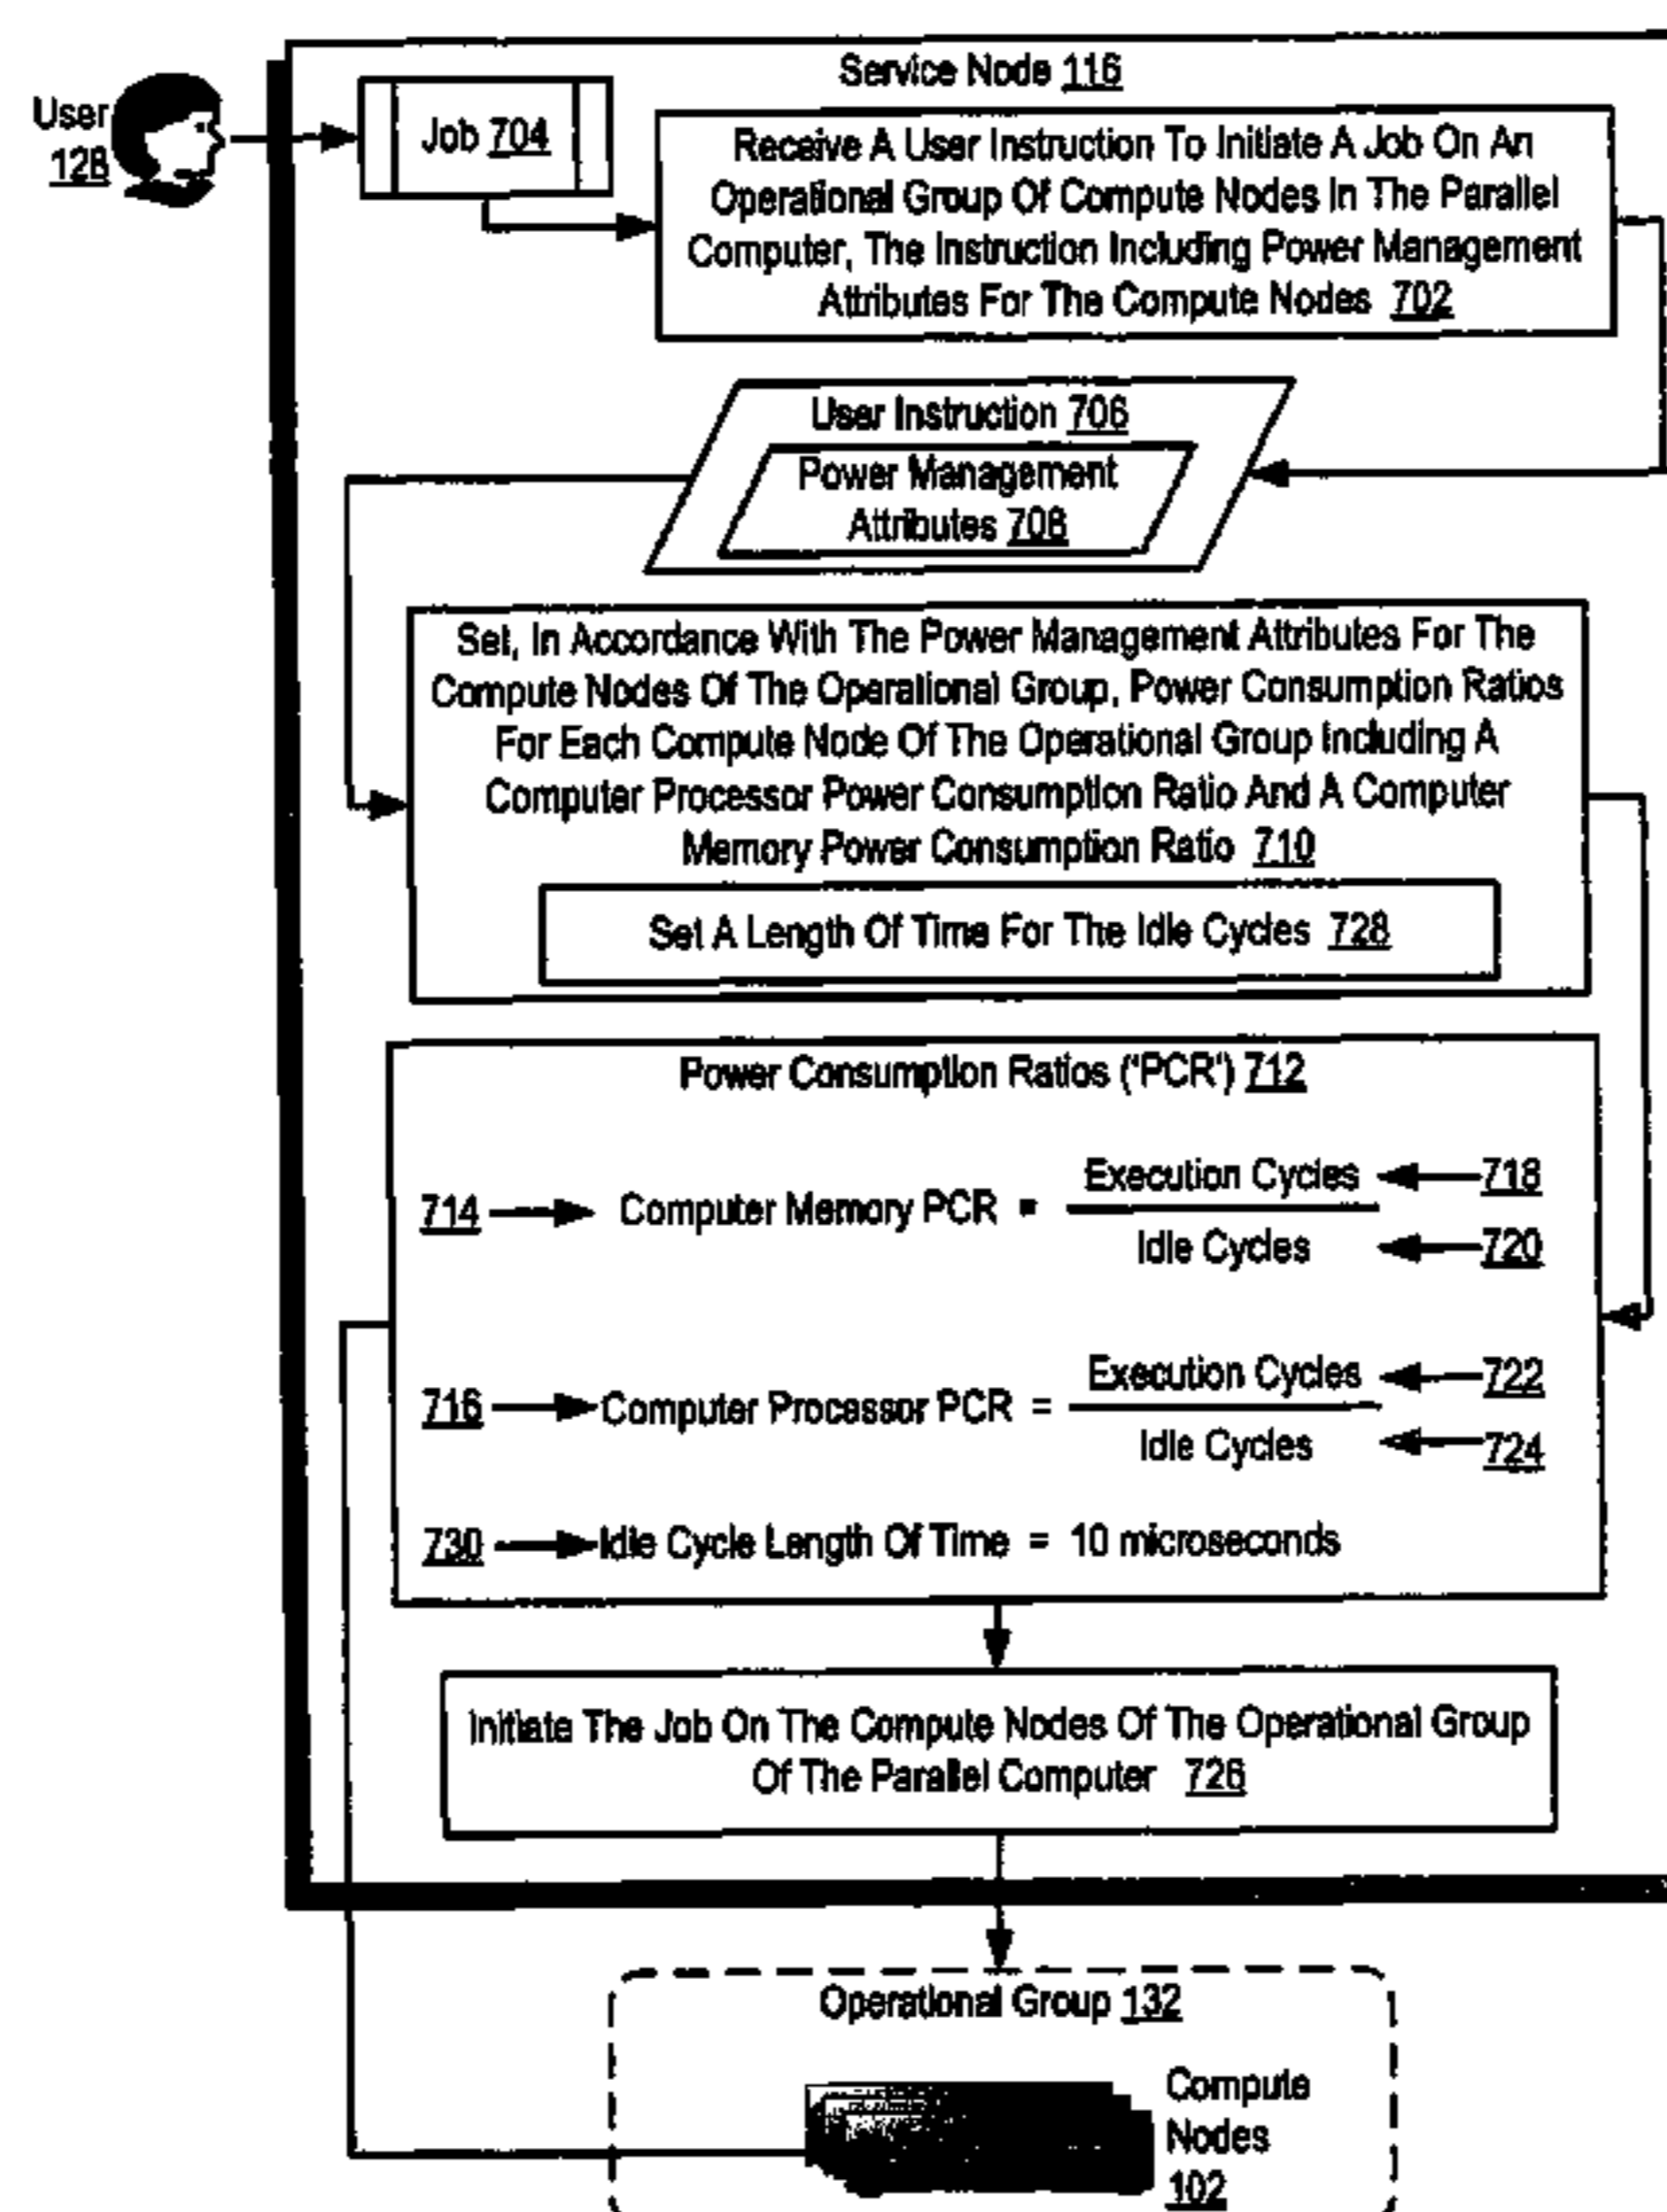 Service Node 116
User
128
Job 704
Receive A User Instruction To Initiate A Job On An
Operational Group Of Compute Nodes In The Parallel
Computer, The Instruction Including Power Management
Attributes For The Compute Nodes 702
User Instruction 706
Power Management
Attributes 708
Set, In Accordance With The Power Management Attributes For The
Compute Nodes Of The Operational Group, Power Consumption Ratios
For Each Compute Node Of The Operational Group Including A
Computer Processor Power Consumption Ratio And A Computer
Memory Power Consumption Ratio 710
Set A Length Of Time For The Idle Cycles 728
Power Consumption Ratios ('PCR') 712
714 Computer Memory PCR = Execution Cycles 718
Idle Cycles 720
716 Computer Processor PCR = Execution Cycles 722
Idle Cycles 724
730 Idle Cycle Length Of Time = 10 microseconds
Initiate The Job On The Compute Nodes Of The Operational Group
Of The Parallel Computer 726
Operational Group 132
Compute
Nodes
102